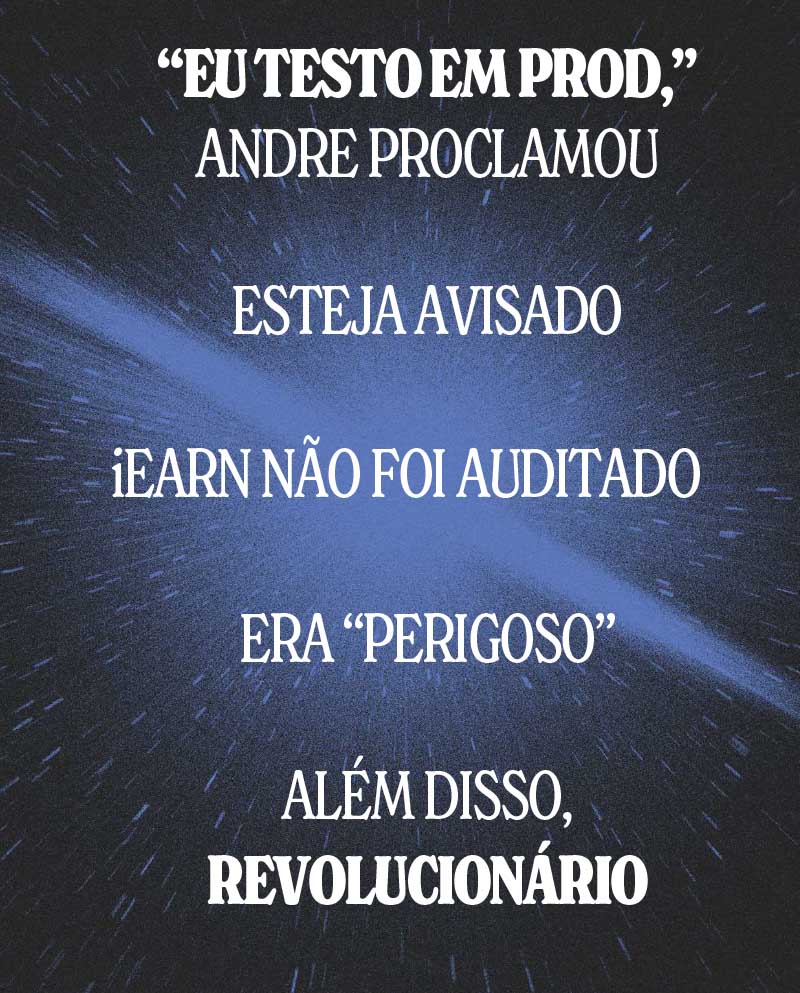 “EU TESTO EM PROD,”
ANDRE PROCLAMOU
ESTEJA AVISADO
iEARN NÃO FOI AUDITADO
ERA “PERIGOSO”
ALÉM DISSO,
REVOLUCIONÁRIO